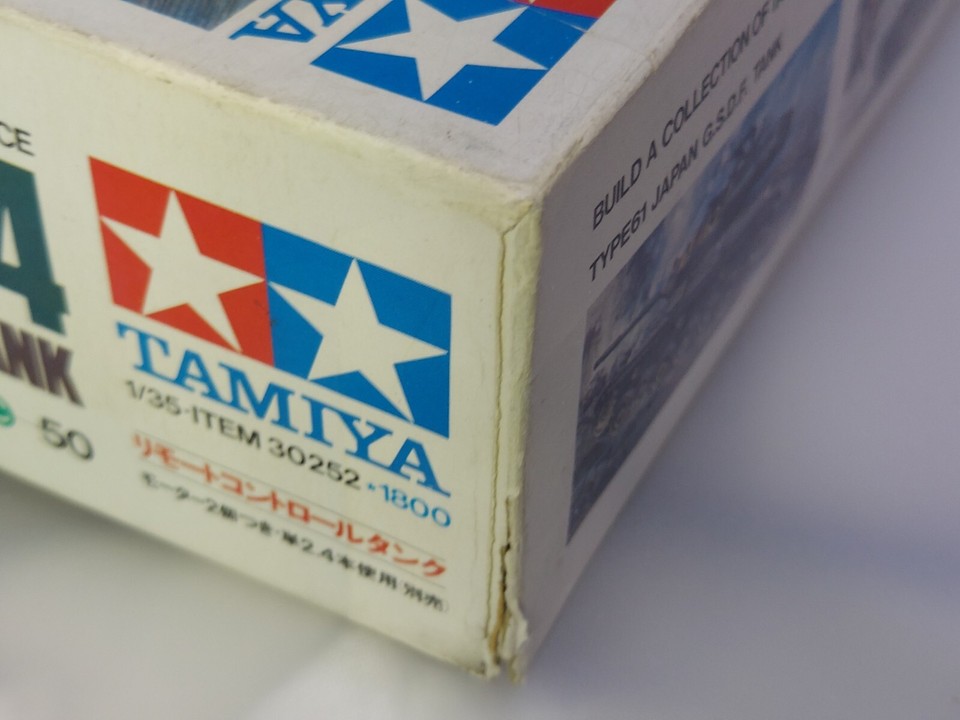 CE
4
ANK
50
TAMIYA
1/35·ITEM 30252 ★1800
リモートコントロールタンク
モーター2個つき・単2.4本使用 別売)
BUILD A COLLECTION OF
TYPE61 JAPAN G.S.D.F. TANK